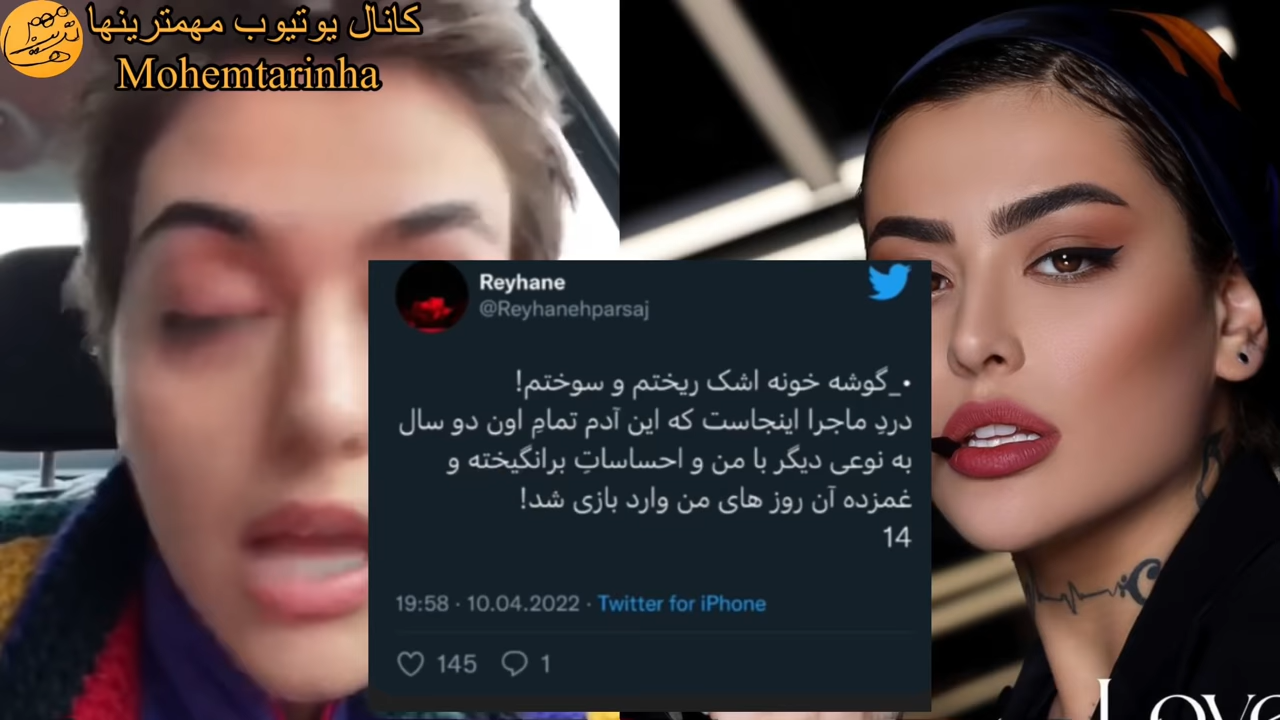 کانال یوتیوب مهمترینها
Mohemtarinha
Reyhane
@Reyhanehparsaj
•_گوشه خونه اشک ریختم و سوختم!
دردِ ماجرا اینجاست که این آدم تمامِ اون دو سال
به نوعی دیگر با من و احساساتِ برانگیخته و
غمزده آن روز های من وارد بازی شد!
14
19:58 · 10.04.2022 · Twitter for iPhone
145 1
Love